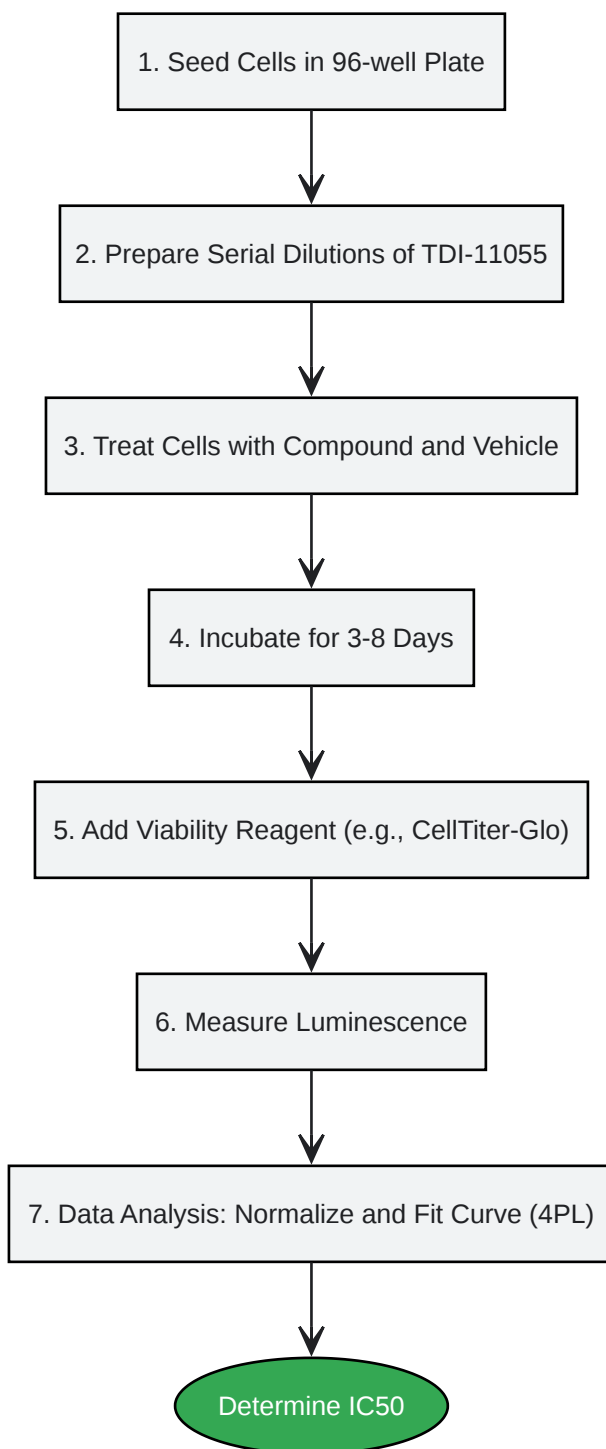 1. Seed Cells in 96-well Plate
2. Prepare Serial Dilutions of TDI-11055
3. Treat Cells with Compound and Vehicle
4. Incubate for 3-8 Days
5. Add Viability Reagent (e.g., CellTiter-Glo)
6. Measure Luminescence
7. Data Analysis: Normalize and Fit Curve (4PL)
Determine IC50